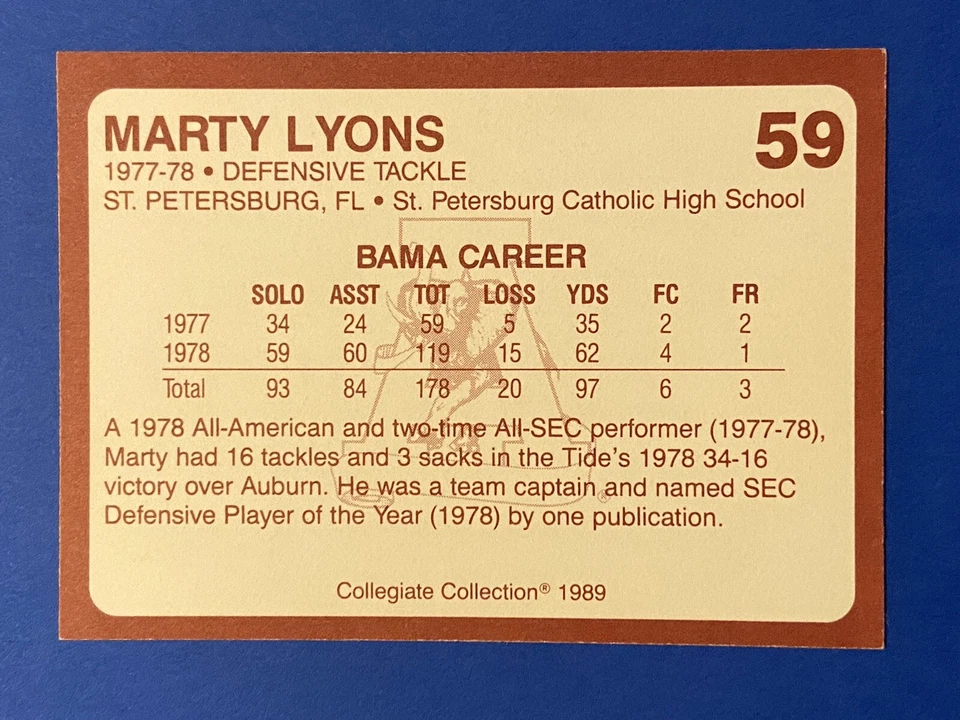 MARTY LYONS 59
1977-78 • DEFENSIVE TACKLE
ST. PETERSBURG, FL • St. Petersburg Catholic High School
BAMA CAREER
SOLO ASST TOT LOSS YDS FC FR
1977 34 24 59 5 35 2 2
1978 59 60 119 15 62 4 1
Total 93 84 178 20 97 6 3
A 1978 All-American and two-time All-SEC performer (1977-78),
Marty had 16 tackles and 3 sacks in the Tide's 1978 34-16
victory over Auburn. He was a team captain and named SEC
Defensive Player of the Year (1978) by one publication.
Collegiate Collection® 1989